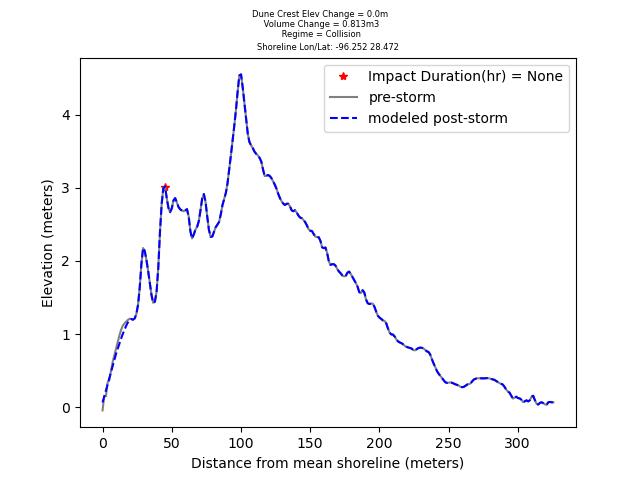 Dune Crest Elev Change = 0.0m
Volume Change = 0.813m3
Regime = Collision
Shoreline Lon/Lat: -96.252 28.472
Impact Duration(hr) = None
pre-storm
modeled post-storm
Elevation (meters)
4
3
2
1
0
0 50 100 150 200 250 300
Distance from mean shoreline (meters)